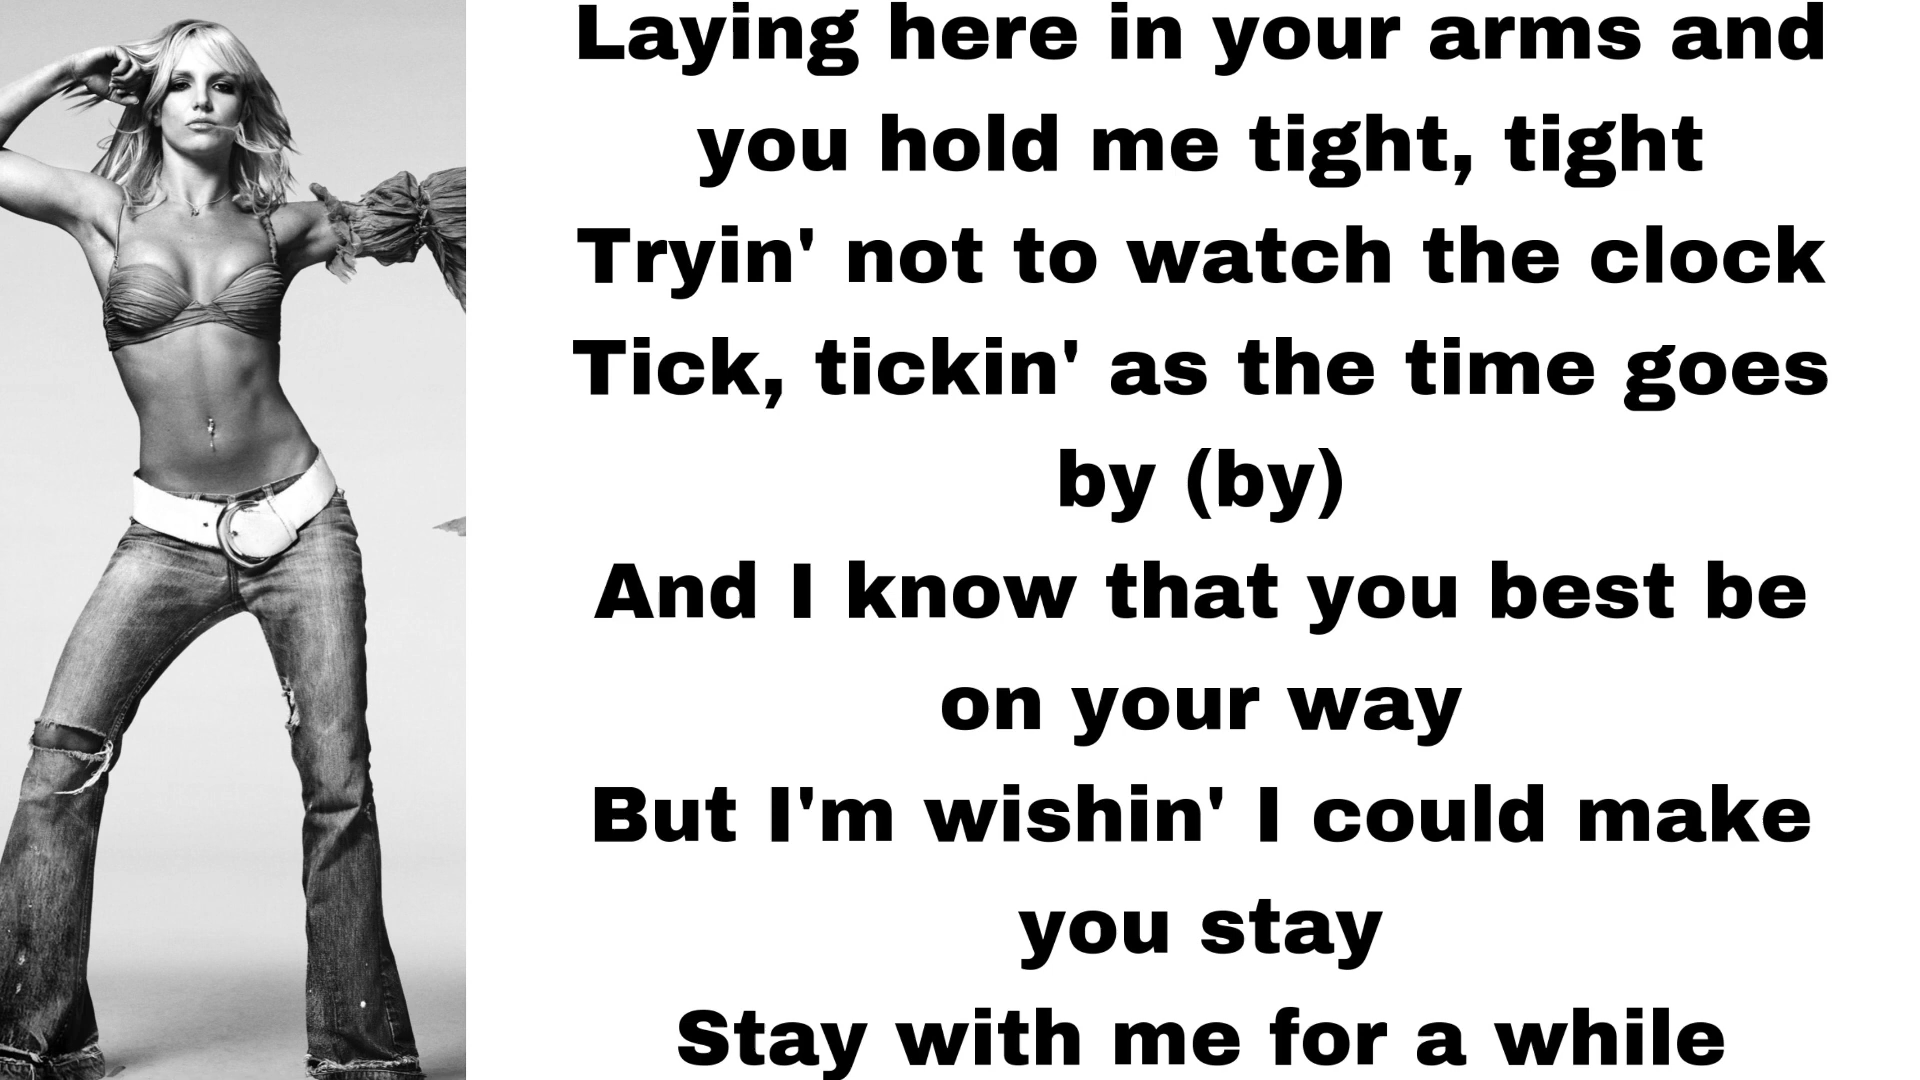 Laying here in your arms and
you hold me tight, tight
Tryin' not to watch the clock
Tick, tickin' as the time goes
by (by)
And I know that you best be
on your way
But I'm wishin' I could make
you stay
Stay with me for a while